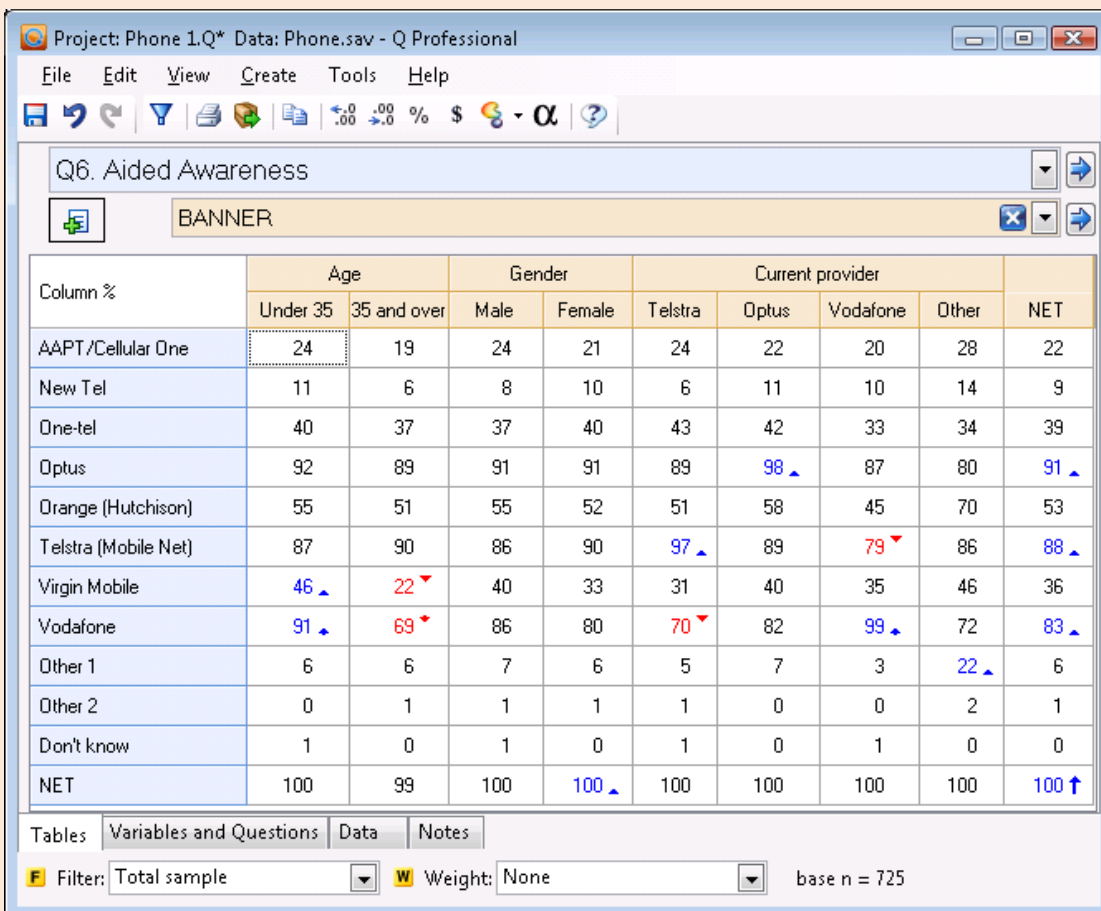 Project: Phone 1.Q* Data: Phone.sav - Q Professional
File Edit View Create Tools Help
.0 .00 .00 .0 % $ α ?
Q6. Aided Awareness
BANNER
Column % Age Gender Current provider
Under 35 35 and over Male Female Telstra Optus Vodafone Other NET
AAPT/Cellular One 24 19 24 21 24 22 20 28 22
New Tel 11 6 8 10 6 11 10 14 9
One-tel 40 37 37 40 43 42 33 34 39
Optus 92 89 91 91 89 98 87 80 91
Orange (Hutchison) 55 51 55 52 51 58 45 70 53
Telstra (Mobile Net) 87 90 86 90 97 89 79 86 88
Virgin Mobile 46 22 40 33 31 40 35 46 36
Vodafone 91 69 86 80 70 82 99 72 83
Other 1 6 6 7 6 5 7 3 22 6
Other 2 0 1 1 1 1 0 0 2 1
Don't know 1 0 1 0 1 0 1 0 0
NET 100 99 100 100 100 100 100 100 100
Tables Variables and Questions Data Notes
F Filter: Total sample W Weight: None base n = 725